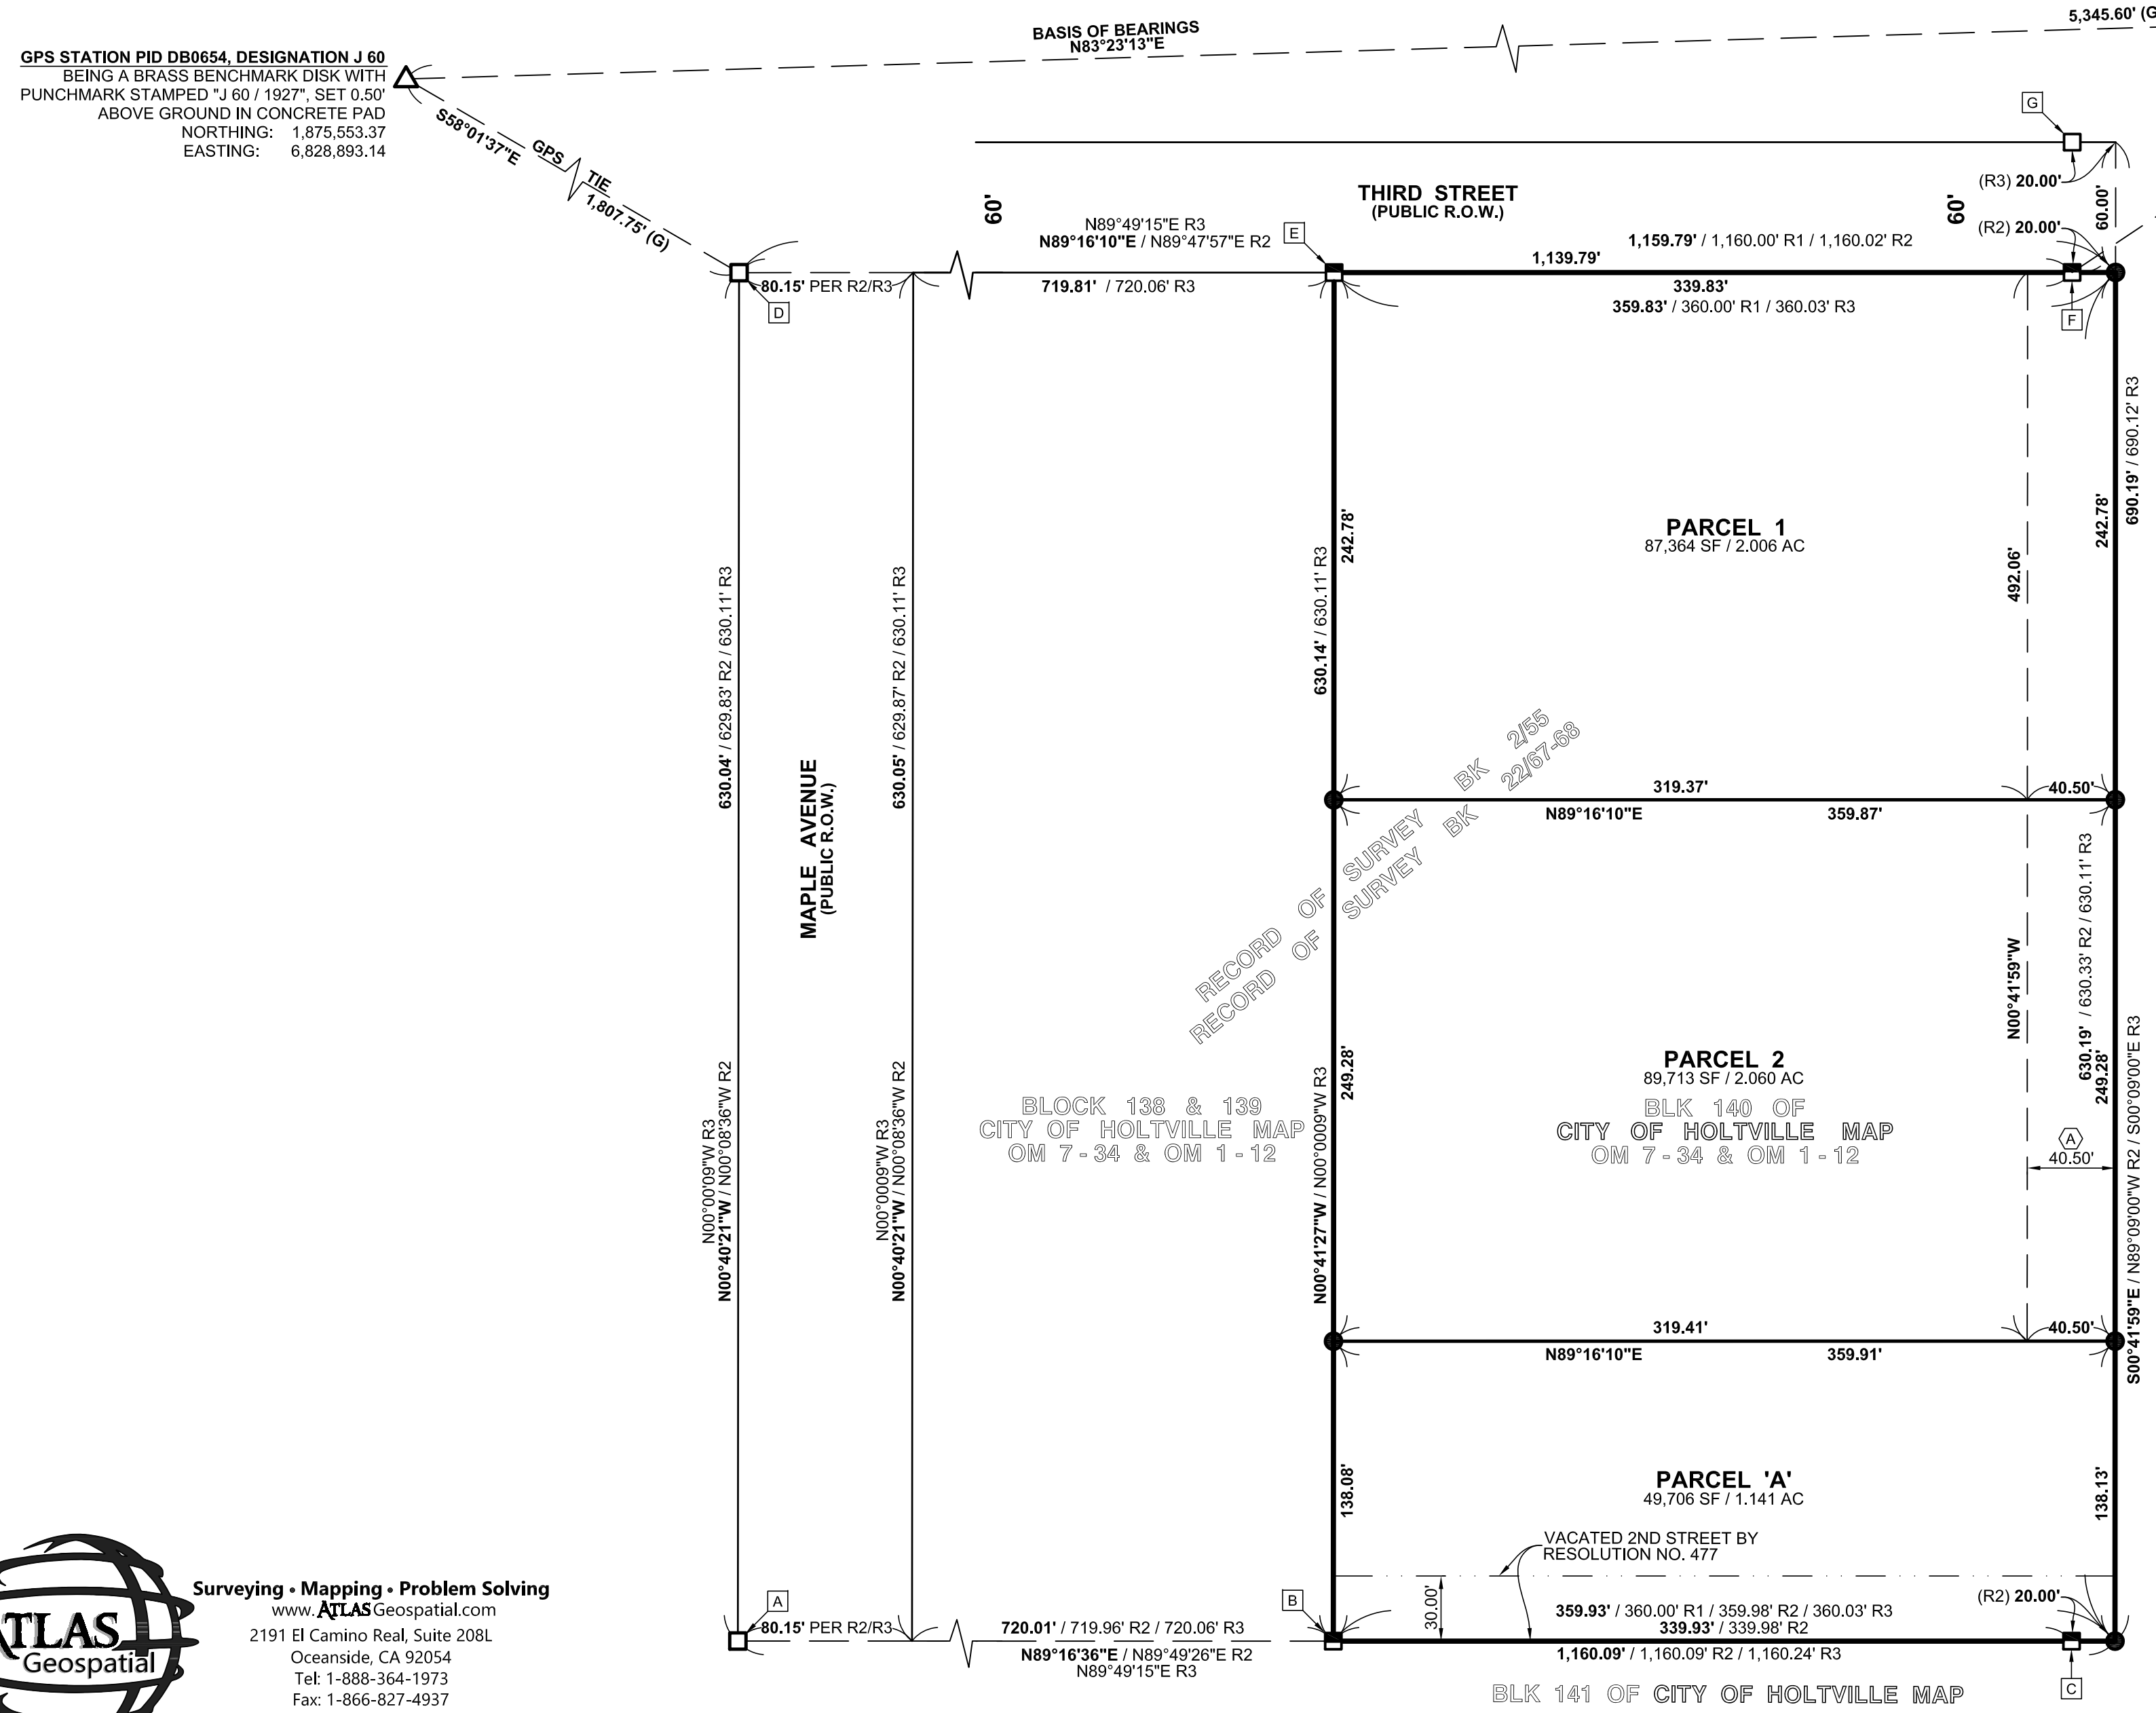 BASIS OF BEARINGS
N83°23'13"E
5,345.60' (G
GPS STATION PID DB0654, DESIGNATION J 60
BEING A BRASS BENCHMARK DISK WITH
PUNCHMARK STAMPED "J 60 / 1927", SET 0.50'
ABOVE GROUND IN CONCRETE PAD
NORTHING: 1,875,553.37
EASTING: 6,828,893.14
S58°01'37"E
GPS TIE
1,807.75' (G)
G
(R3) 20.00'
60.00'
60'
60'
THIRD STREET
(PUBLIC R.O.W.)
N89°49'15"E R3
N89°16'10"E / N89°47'57"E R2
E
(R2) 20.00'
1,159.79' / 1,160.00' R1 / 1,160.02' R2
1,139.79'
80.15' PER R2/R3
719.81' / 720.06' R3
339.83'
359.83' / 360.00' R1 / 360.03' R3
D
F
690.19' / 690.12' R3
242.78'
242.78'
PARCEL 1
87,364 SF / 2.006 AC
492.06'
630.14' / 630.11' R3
630.04' / 629.83' R2 / 630.11' R3
630.05' / 629.87' R2 / 630.11' R3
MAPLE AVENUE
(PUBLIC R.O.W.)
RECORD OF SURVEY BK 2/55
RECORD OF SURVEY BK 22/67-68
319.37'
40.50'
N89°16'10"E
359.87'
630.19' / 630.33' R2 / 630.11' R3
N00°41'59"W
249.28'
249.28'
PARCEL 2
89,713 SF / 2.060 AC
BLK 140 OF
CITY OF HOLTVILLE MAP
OM 7 - 34 & OM 1 - 12
A
40.50'
BLOCK 138 & 139
CITY OF HOLTVILLE MAP
OM 7 - 34 & OM 1 - 12
N00°00'09"W R3
N00°40'21"W / N00°08'36"W R2
N00°0009"W R3
N00°40'21"W / N00°08'36"W R2
N00°41'27"W / N00°0009"W R3
S00°41'59"E / N89°09'00"W R2 / S00°09'00"E R3
319.41'
40.50'
N89°16'10"E
359.91'
138.08'
138.13'
PARCEL 'A'
49,706 SF / 1.141 AC
VACATED 2ND STREET BY
RESOLUTION NO. 477
30.00'
A
B
(R2) 20.00'
80.15' PER R2/R3
720.01' / 719.96' R2 / 720.06' R3
N89°16'36"E / N89°49'26"E R2
N89°49'15"E R3
359.93' / 360.00' R1 / 359.98' R2 / 360.03' R3
339.93' / 339.98' R2
1,160.09' / 1,160.09' R2 / 1,160.24' R3
C
BLK 141 OF CITY OF HOLTVILLE MAP
TLAS
Geospatial
Surveying • Mapping • Problem Solving
www.ATLASGeospatial.com
2191 El Camino Real, Suite 208L
Oceanside, CA 92054
Tel: 1-888-364-1973
Fax: 1-866-827-4937